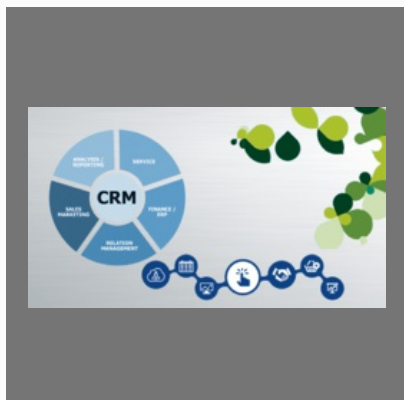 ANALYSIS /
REPORTING
SERVICE
CRM
SALES
MARKETING
FINANCE /
ERP
RELATION
MANAGEMENT